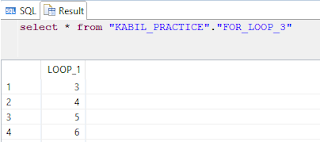 SQL Result
select * from "KABIL_PRACTICE"."FOR_LOOP_3"
LOOP_1
1 3
2 4
3 5
4 6